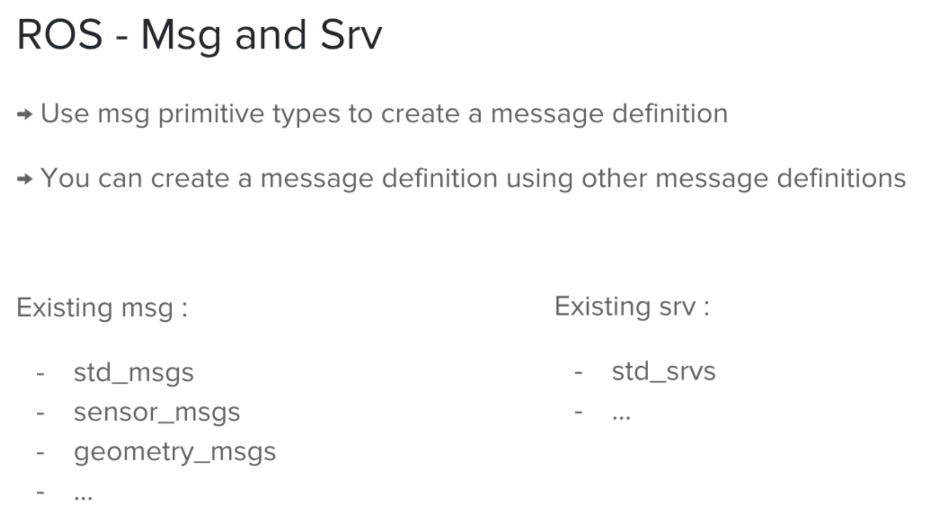 ROS - Msg and Srv
→ Use msg primitive types to create a message definition
→ You can create a message definition using other message definitions
Existing msg :
- std_msgs
- sensor_msgs
- geometry_msgs
- ...
Existing srv :
- std_srvs
- ...